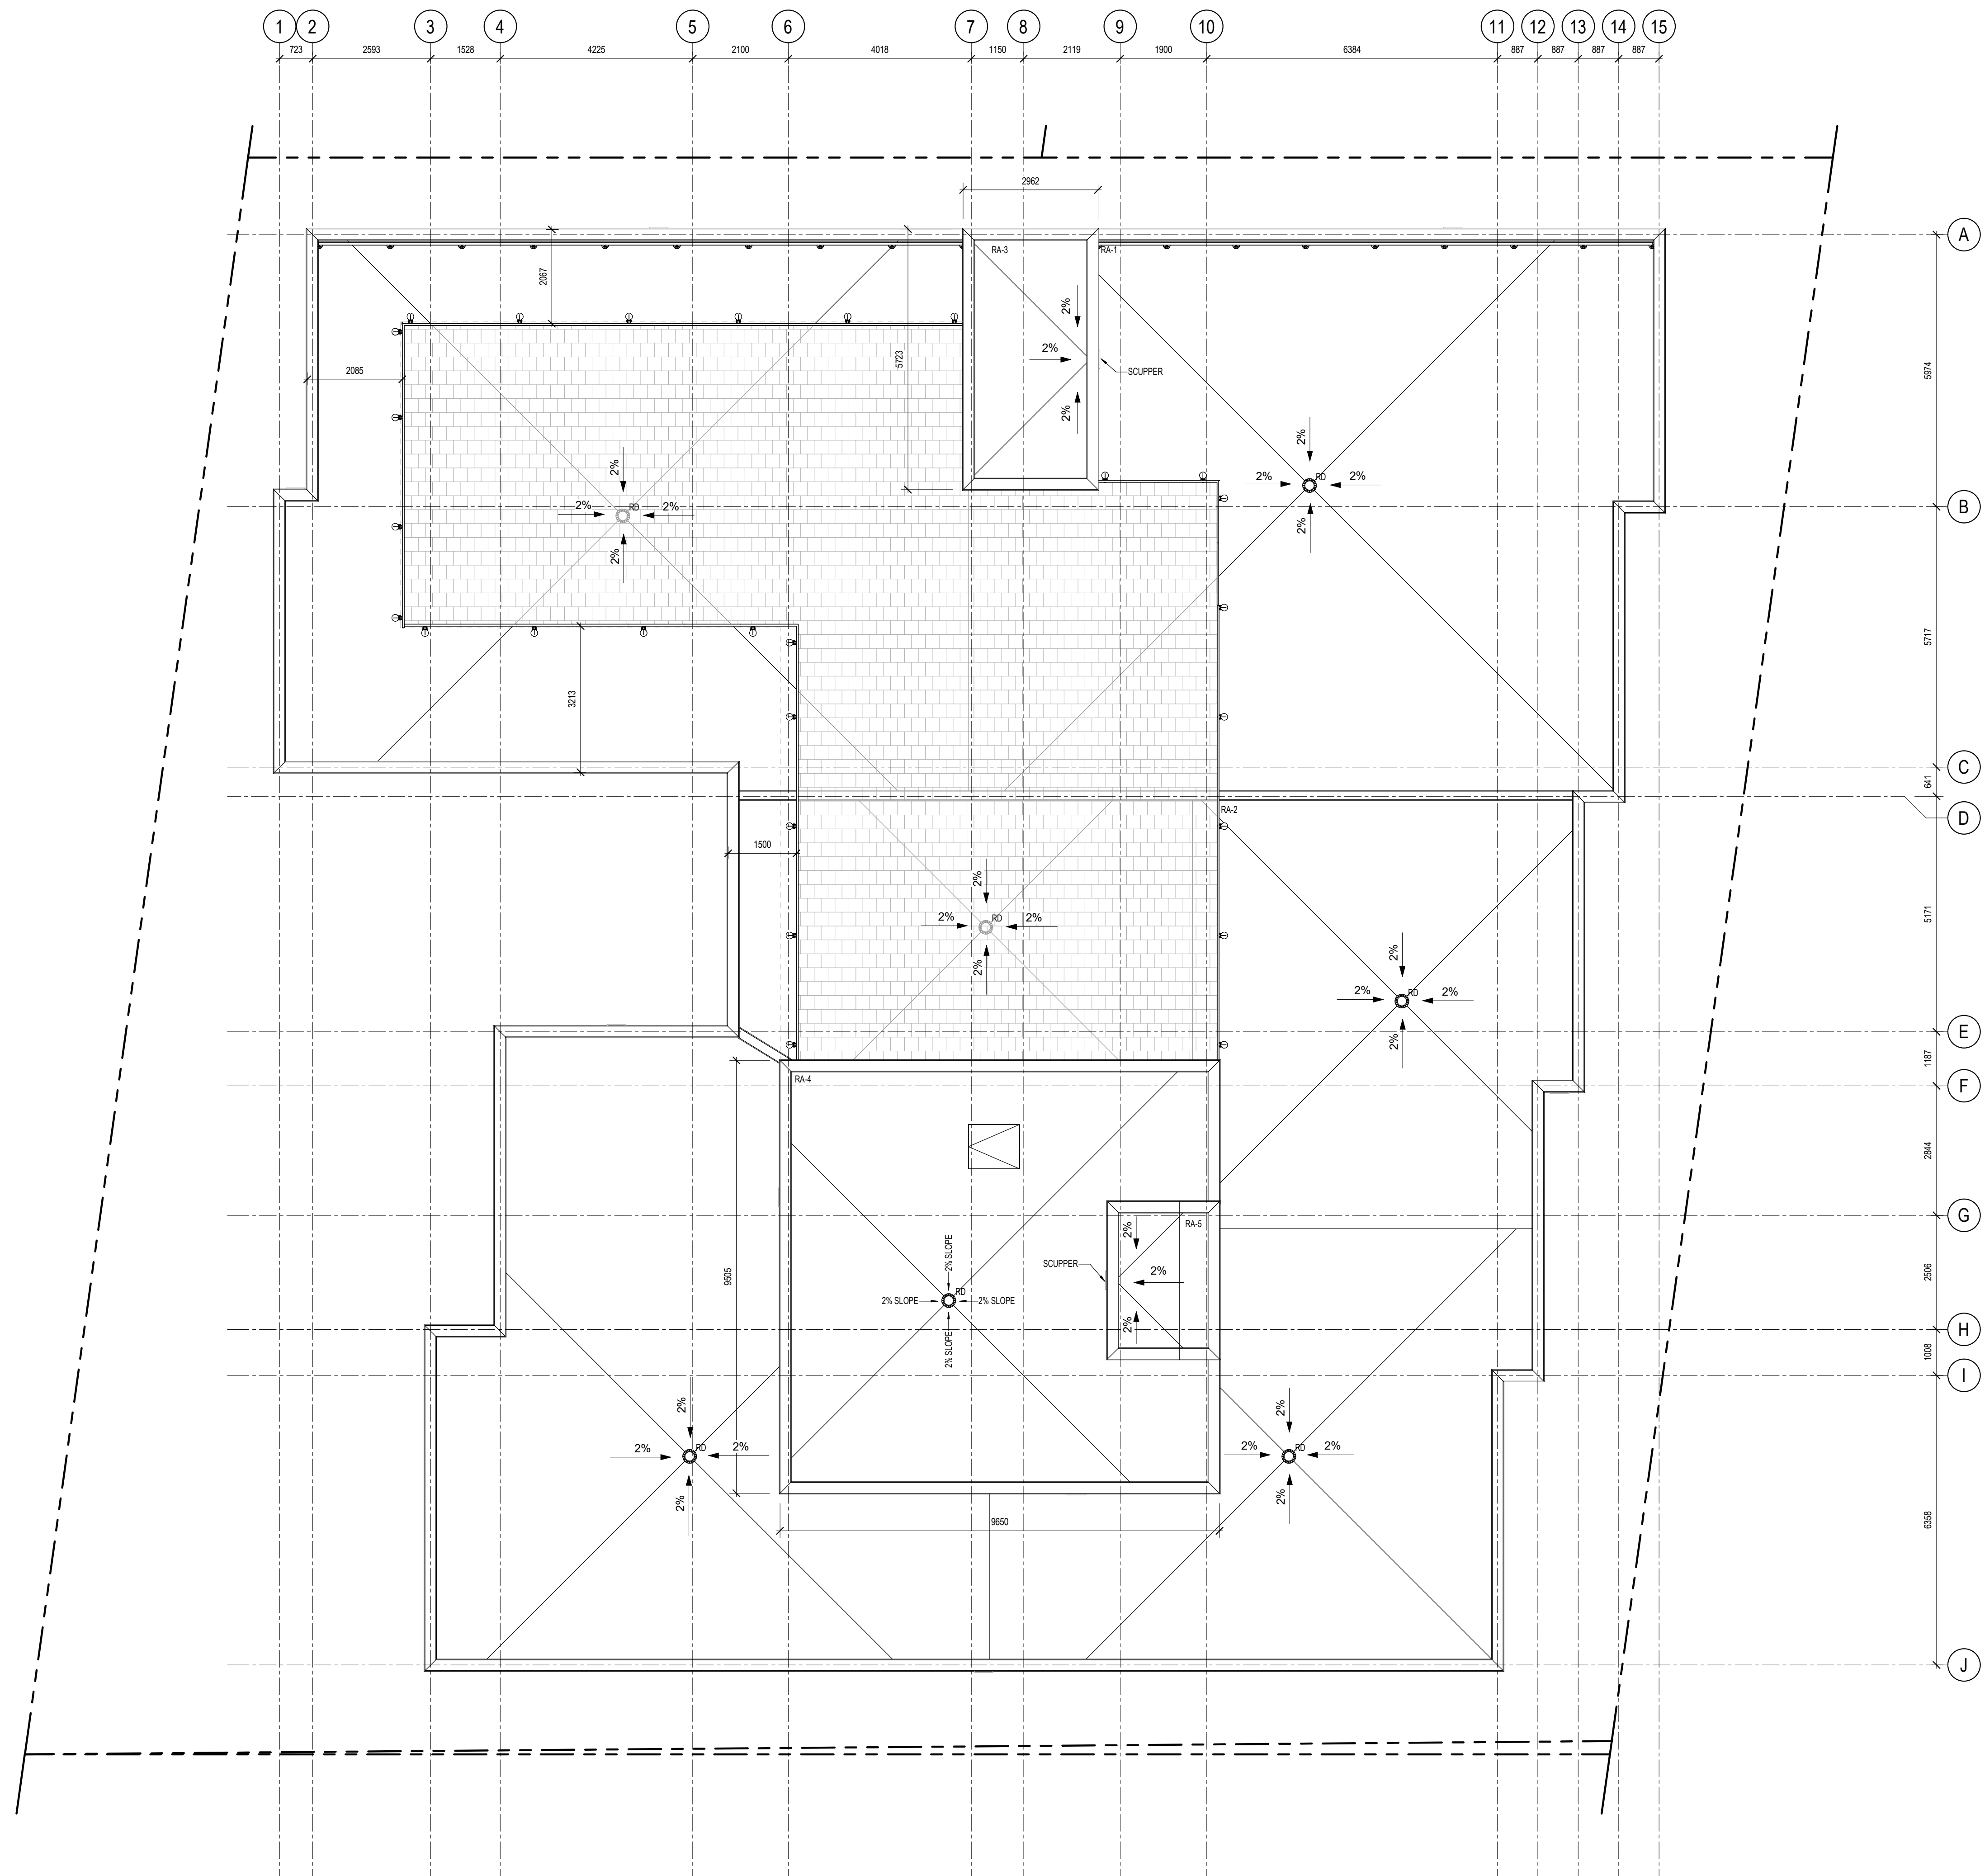 1 2 3 4 5 6 7 8 9 10 11 12 13 14 15
723 2593 1528 4225 2100 4018 1150 2119 1900 6384 887 887 887 887
2962
A
RA-3 RA-1
2067
2%
5723
2%
5974
SCUPPER
2085
2%
2%
2%
RD
2% 2%
2%
RD
2% 2%
B
2%
2%
5717
3213
C
641
RA-2
D
1500
2%
5171
RD
2% 2%
2%
2%
RD
2% 2%
E
2%
1187
RA-4
F
2844
G
RA-5
2%
2% SLOPE
SCUPPER
2%
2506
9505
RD
2% SLOPE 2% SLOPE
2%
H
2% SLOPE
1008
I
2%
2%
RD
2% 2%
RD
2% 2%
2%
2%
9650
6358
J